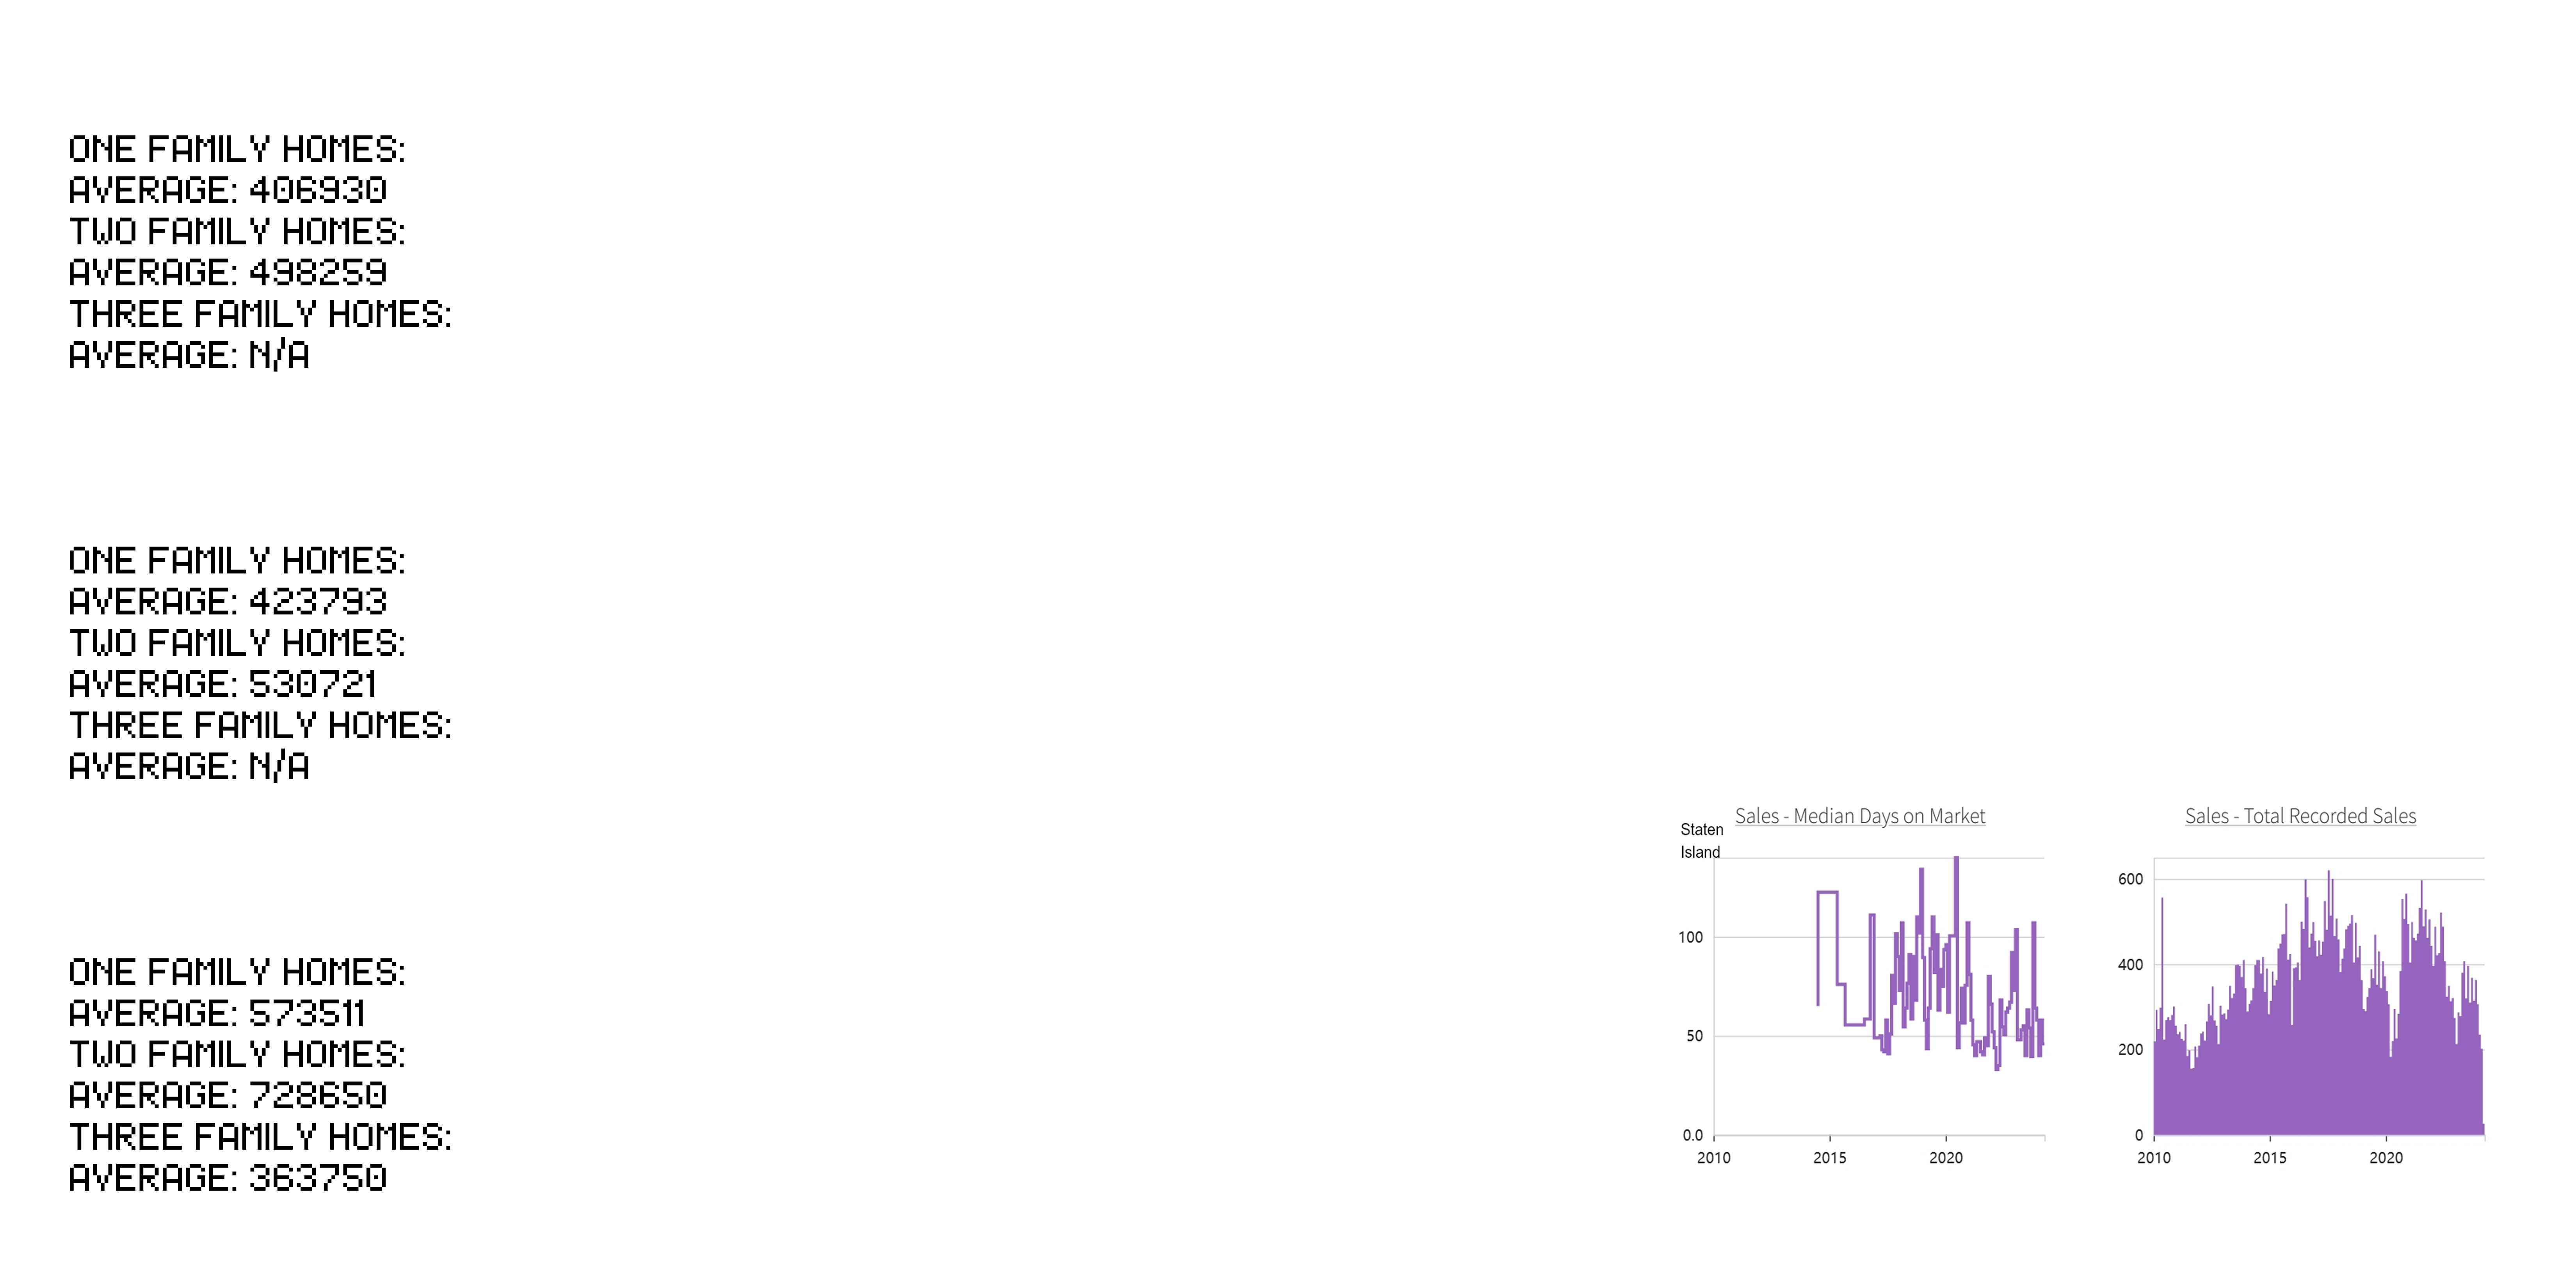 ONE FAMILY HOMES:
AVERAGE: 406930
TWO FAMILY HOMES:
AVERAGE: 498259
THREE FAMILY HOMES:
AVERAGE: N/A
ONE FAMILY HOMES:
AVERAGE: 423793
TWO FAMILY HOMES:
AVERAGE: 530721
THREE FAMILY HOMES:
AVERAGE: N/A
ONE FAMILY HOMES:
AVERAGE: 573511
TWO FAMILY HOMES:
AVERAGE: 728650
THREE FAMILY HOMES:
AVERAGE: 363750
Sales - Median Days on Market
Staten
Island
100
50
0.0
2010 2015 2020
Sales - Total Recorded Sales
600
400
200
0
2010 2015 2020